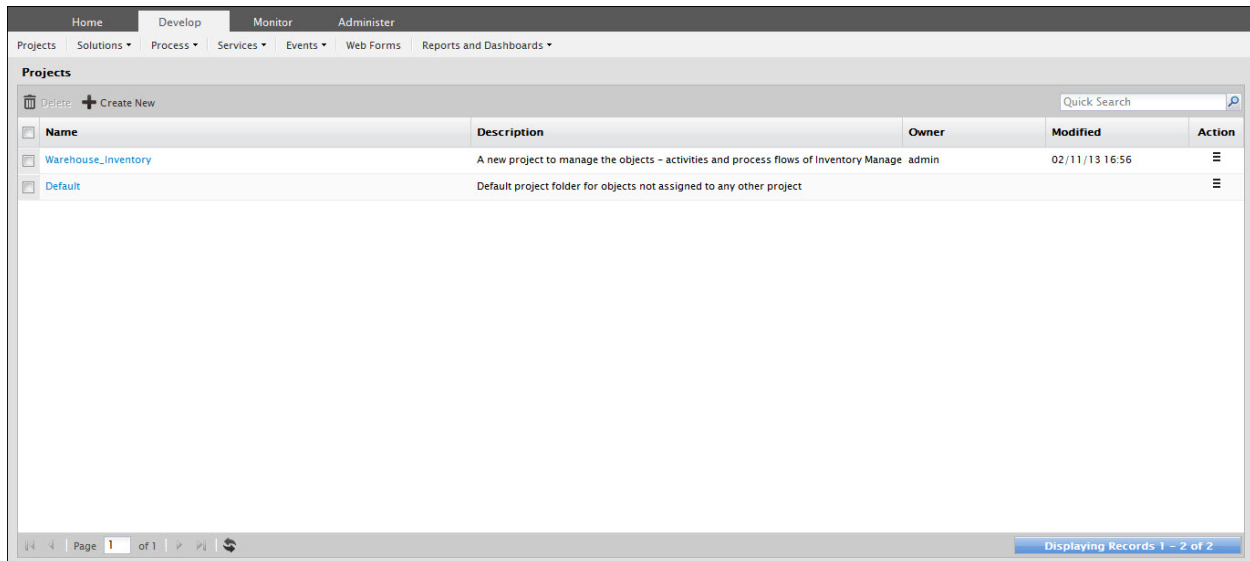 Home Develop Monitor Administer
Projects Solutions Process Services Events Web Forms Reports and Dashboards
Projects
Delete Create New Quick Search
Name Description Owner Modified Action
Warehouse_Inventory A new project to manage the objects - activities and process flows of Inventory Manage admin 02/11/13 16:56
Default Default project folder for objects not assigned to any other project
Page 1 of 1 Displaying Records 1 - 2 of 2